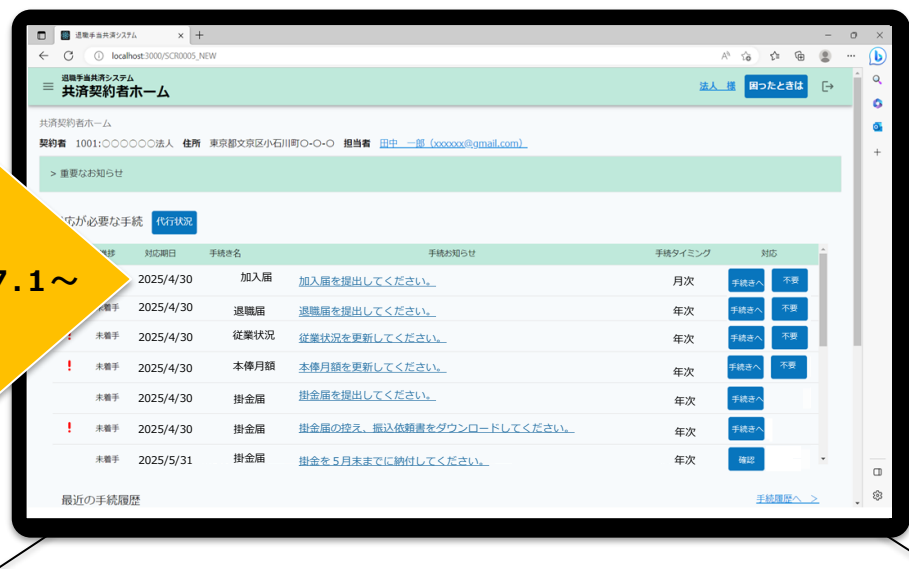 退職手当共済システム
localhost:3000/SCR0005_NEW
退職手当共済システム
共済契約者ホーム
法人 様 困ったときは
共済契約者ホーム
契約者 1001:〇〇〇〇〇〇法人 住所 東京都文京区小石川町〇-〇-〇 担当者 田中 一郎（xxxxxx@gmail.com）
> 重要なお知らせ
応が必要な手続 代行状況
捗 対応期日 手続き名 手続お知らせ 手続タイミング 対応
7.1～
2025/4/30 加入届 加入届を提出してください。 月次 手続きへ 不要
未着手 2025/4/30 退職届 退職届を提出してください。 年次 手続きへ 不要
! 未着手 2025/4/30 従業状況 従業状況を更新してください。 年次 手続きへ 不要
! 未着手 2025/4/30 本俸月額 本俸月額を更新してください。 年次 手続きへ 不要
未着手 2025/4/30 掛金届 掛金届を提出してください。 年次 手続きへ
! 未着手 2025/4/30 掛金届 掛金届の控え、振込依頼書をダウンロードしてください。 年次 手続きへ
未着手 2025/5/31 掛金届 掛金を５月末までに納付してください。 年次 確認
最近の手続履歴 手続履歴へ ＞